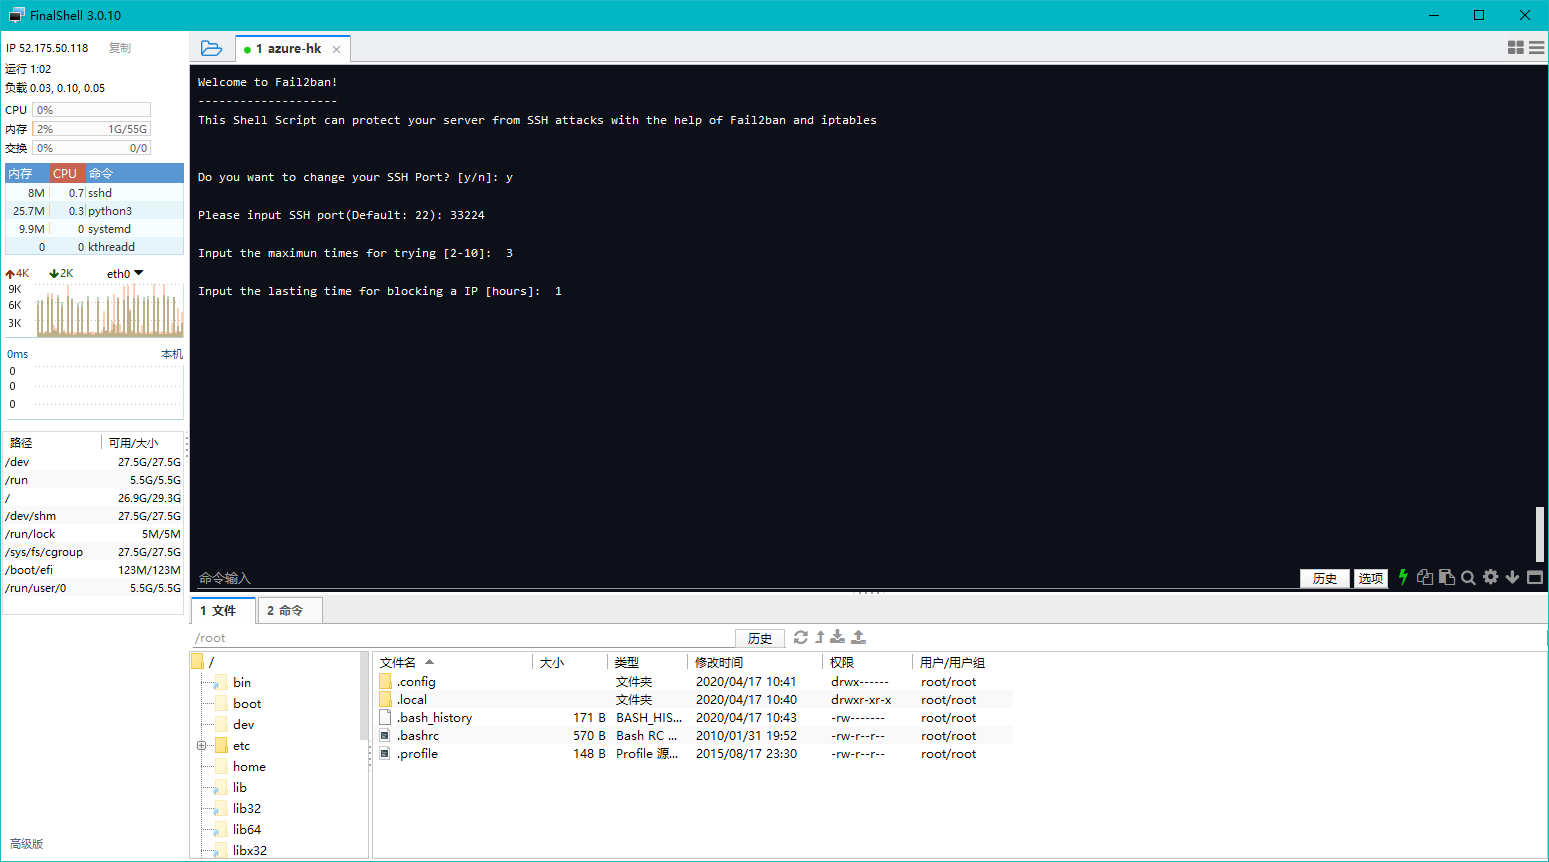 FinalShell 3.0.10
IP 52.175.50.118 复制
运行 1:02
负载 0.03, 0.10, 0.05
CPU 0%
内存 2% 1G/55G
交换 0% 0/0
内存 CPU 命令
8M 0.7 sshd
25.7M 0.3 python3
9.9M 0 systemd
0 0 kthreadd
4K 2K eth0
9K
6K
3K
0ms 本机
0
0
0
路径 可用/大小
/dev 27.5G/27.5G
/run 5.5G/5.5G
/ 26.9G/29.3G
/dev/shm 27.5G/27.5G
/run/lock 5M/5M
/sys/fs/cgroup 27.5G/27.5G
/boot/efi 123M/123M
/run/user/0 5.5G/5.5G
高级版
1 azure-hk
Welcome to Fail2ban!
--------------------
This Shell Script can protect your server from SSH attacks with the help of Fail2ban and iptables
Do you want to change your SSH Port? [y/n]: y
Please input SSH port(Default: 22): 33224
Input the maximun times for trying [2-10]:  3
Input the lasting time for blocking a IP [hours]:  1
命令输入 历史 选项
1 文件 2 命令
/root 历史
/
bin
boot
dev
etc
home
lib
lib32
lib64
libx32
文件名 大小 类型 修改时间 权限 用户/用户组
.config 文件夹 2020/04/17 10:41 drwx------ root/root
.local 文件夹 2020/04/17 10:40 drwxr-xr-x root/root
.bash_history 171 B BASH_HIS... 2020/04/17 10:43 -rw------- root/root
.bashrc 570 B Bash RC ... 2010/01/31 19:52 -rw-r--r-- root/root
.profile 148 B Profile 源... 2015/08/17 23:30 -rw-r--r-- root/root